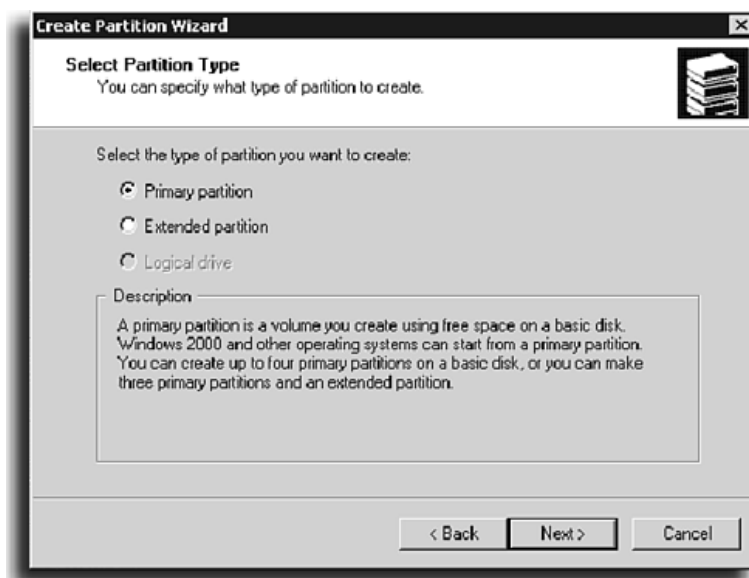 Create Partition Wizard
Select Partition Type
You can specify what type of partition to create.
Select the type of partition you want to create:
Primary partition
Extended partition
Logical drive
Description
A primary partition is a volume you create using free space on a basic disk.
Windows 2000 and other operating systems can start from a primary partition.
You can create up to four primary partitions on a basic disk, or you can make
three primary partitions and an extended partition.
< Back
Next >
Cancel